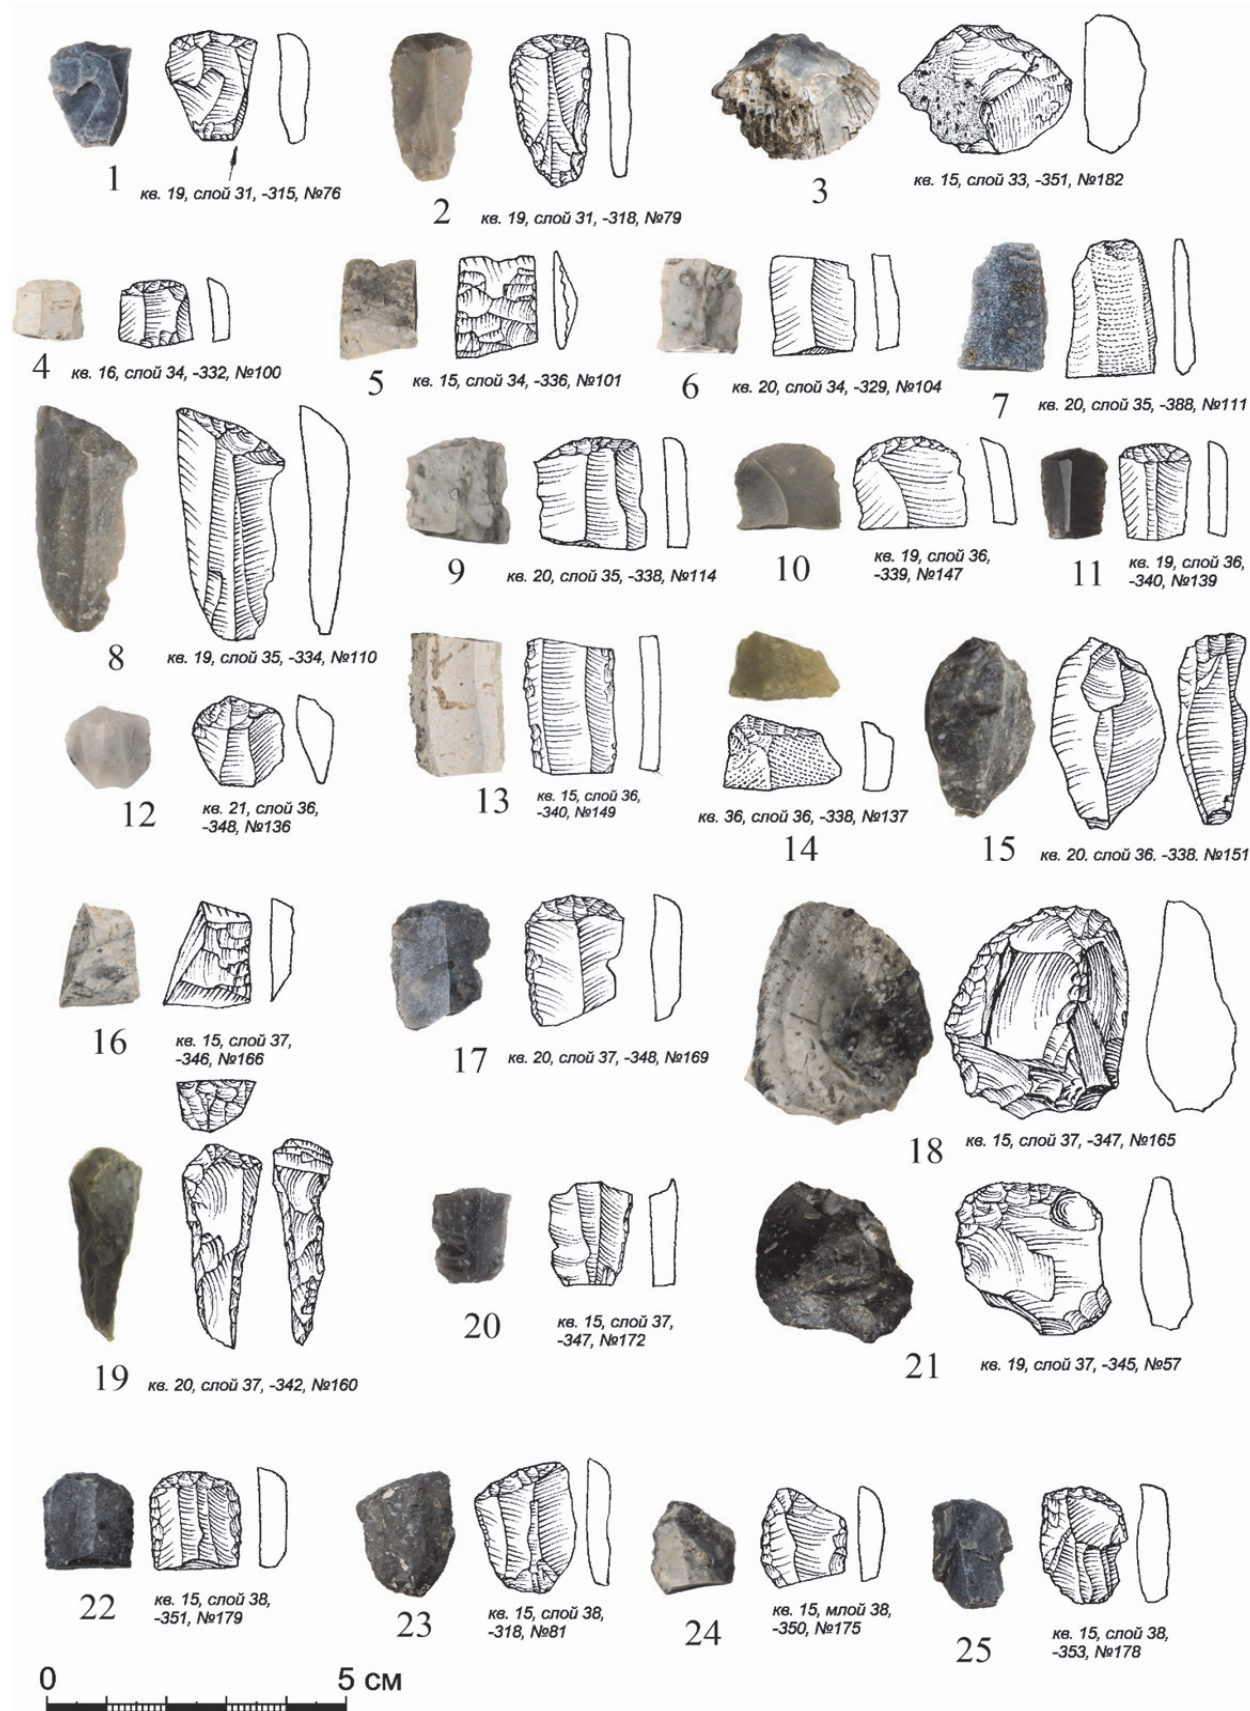 1
кв. 19, слой 31, -315, №76
2
кв. 19, слой 31, -318, №79
3
кв. 15, слой 33, -351, №182
4
кв. 16, слой 34, -332, №100
5
кв. 15, слой 34, -336, №101
6
кв. 20, слой 34, -329, №104
7
кв. 20, слой 35, -388, №111
8
кв. 19, слой 35, -334, №110
9
кв. 20, слой 35, -338, №114
10
кв. 19, слой 36,
-339, №147
11
кв. 19, слой 36,
-340, №139
12
кв. 21, слой 36,
-348, №136
13
кв. 15, слой 36,
-340, №149
кв. 36, слой 36, -338, №137
14
15
кв. 20. слой 36. -338. №151
16
кв. 15, слой 37,
-346, №166
17
кв. 20, слой 37, -348, №169
18
кв. 15, слой 37, -347, №165
19
кв. 20, слой 37, -342, №160
20
кв. 15, слой 37,
-347, №172
21
кв. 19, слой 37, -345, №57
22
кв. 15, слой 38,
-351, №179
23
кв. 15, слой 38,
-318, №81
24
кв. 15, млой 38,
-350, №175
25
кв. 15, слой 38,
-353, №178
0 5 см